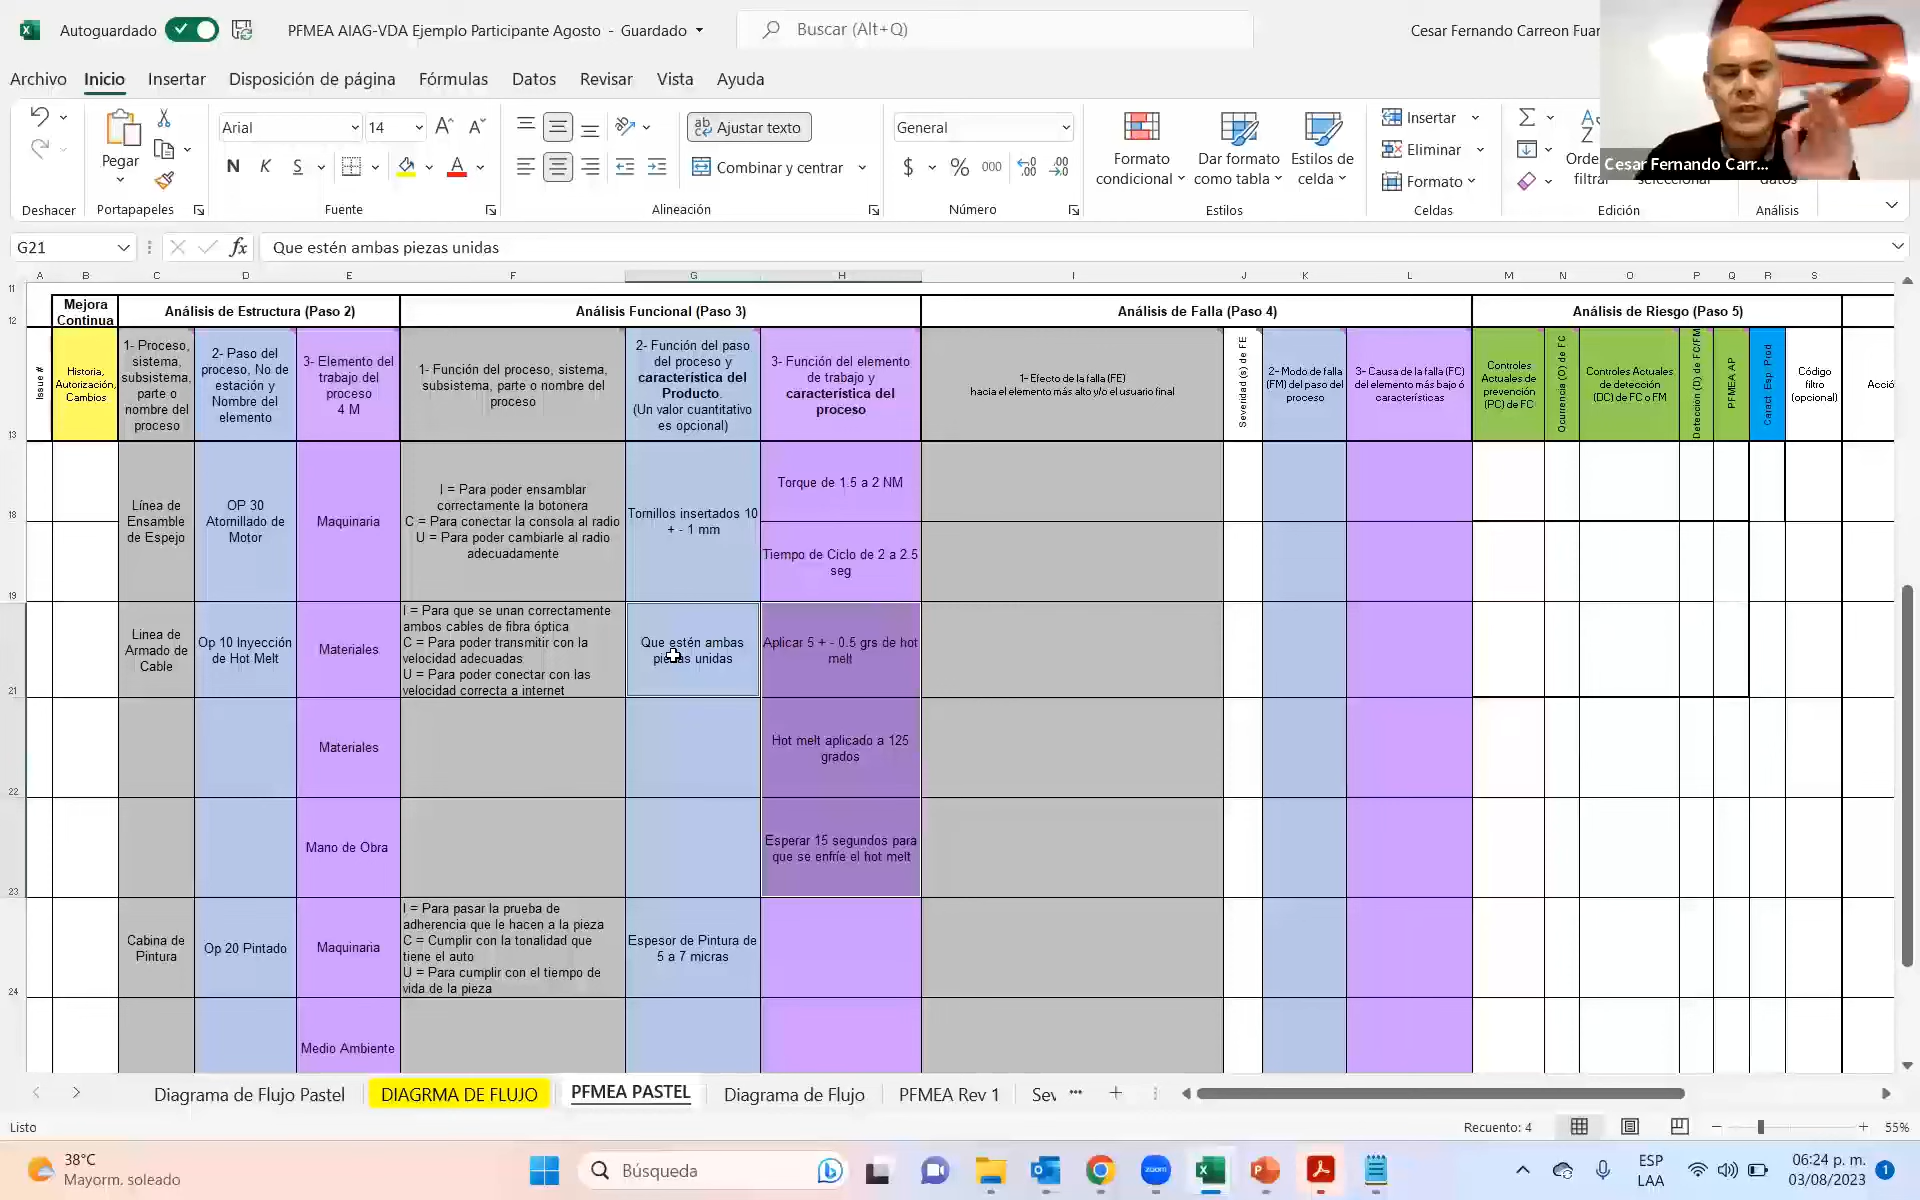 Autoguardado
PFMEA AIAG-VDA Ejemplo Participante Agosto - Guardado
Buscar (Alt+Q)
Cesar Fernando Carreon Fuar
Archivo Inicio Insertar Disposición de página Fórmulas Datos Revisar Vista Ayuda
Pegar
Arial
14
Ajustar texto
Combinar y centrar
General
Formato condicional
Dar formato como tabla
Estilos de celda
Insertar
Eliminar
Formato
Cesar Fernando Carr...
Deshacer Portapapeles Fuente Alineación Número Estilos Celdas Edición Análisis
G21
fx
Que estén ambas piezas unidas
A B C D E F G H I J K L M N O P Q R S
11
12
Mejora Continua
Análisis de Estructura (Paso 2)
Análisis Funcional (Paso 3)
Análisis de Falla (Paso 4)
Análisis de Riesgo (Paso 5)
13
Issue #
Historia, Autorización, Cambios
1- Proceso, sistema, subsistema, parte o nombre del proceso
2- Paso del proceso, No de estación y Nombre del elemento
3- Elemento del trabajo del proceso 4 M
1- Función del proceso, sistema, subsistema, parte o nombre del proceso
2- Función del paso del proceso y característica del Producto. (Un valor cuantitativo es opcional)
3- Función del elemento de trabajo y característica del proceso
1- Efecto de la falla (FE) hacia el elemento más alto y/o el usuario final
Severidad (s) de FE
2- Modo de falla (FM) del paso del proceso
3- Causa de la falla (FC) del elemento más bajo ó características
Controles Actuales de prevención (PC) de FC
Ocurrencia (O) de FC
Controles Actuales de detección (DC) de FC o FM
Detección (D) de FC/FM
PFMEA AP
Caract Esp. Prod
Código filtro (opcional)
Acció
18
Línea de Ensamble de Espejo
OP 30 Atornillado de Motor
Maquinaria
I = Para poder ensamblar correctamente la botonera
C = Para conectar la consola al radio
U = Para poder cambiarle al radio adecuadamente
Tornillos insertados 10 + - 1 mm
Torque de 1.5 a 2 NM
19
Tiempo de Ciclo de 2 a 2.5 seg
21
Linea de Armado de Cable
Op 10 Inyección de Hot Melt
Materiales
I = Para que se unan correctamente ambos cables de fibra óptica
C = Para poder transmitir con la velocidad adecuadas
U = Para poder conectar con las velocidad correcta a internet
Que estén ambas piezas unidas
Aplicar 5 + - 0.5 grs de hot melt
22
Materiales
Hot melt aplicado a 125 grados
23
Mano de Obra
Esperar 15 segundos para que se enfríe el hot melt
24
Cabina de Pintura
Op 20 Pintado
Maquinaria
I = Para pasar la prueba de adherencia que le hacen a la pieza
C = Cumplir con la tonalidad que tiene el auto
U = Para cumplir con el tiempo de vida de la pieza
Espesor de Pintura de 5 a 7 micras
Medio Ambiente
Diagrama de Flujo Pastel DIAGRMA DE FLUJO PFMEA PASTEL Diagrama de Flujo PFMEA Rev 1 Sev
Listo
Recuento: 4
55%
38°C
Mayorm. soleado
Búsqueda
zoom
ESP
LAA
06:24 p. m.
03/08/2023
1